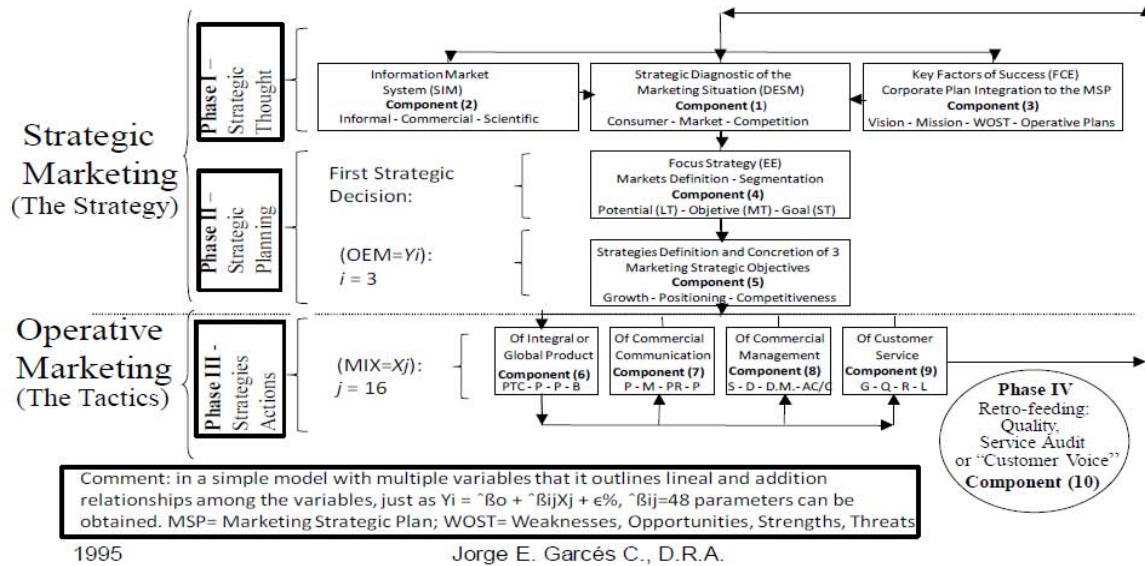 Phase I –
Strategic
Thought
Information Market
System (SIM)
Component (2)
Informal - Commercial - Scientific
Strategic Diagnostic of the
Marketing Situation (DESM)
Component (1)
Consumer - Market - Competition
Key Factors of Success (FCE)
Corporate Plan Integration to the MSP
Component (3)
Vision - Mission - WOST - Operative Plans
Strategic
Marketing
(The Strategy)
Phase II –
Strategic
Planning
First Strategic
Decision:
Focus Strategy (EE)
Markets Definition - Segmentation
Component (4)
Potential (LT) - Objetive (MT) - Goal (ST)
(OEM=Yi):
i = 3
Strategies Definition and Concretion of 3
Marketing Strategic Objectives
Component (5)
Growth - Positioning - Competitiveness
Operative
Marketing
(The Tactics)
Phase III -
Strategies
Actions
(MIX=Xj):
j = 16
Of Integral or
Global Product
Component (6)
PTC - P - P - B
Of Commercial
Communication
Component (7)
P - M - PR - P
Of Commercial
Management
Component (8)
S - D - D.M.- AC/C
Of Customer
Service
Component (9)
G - Q - R - L
Phase IV
Retro-feeding:
Quality,
Service Audit
or “Customer Voice”
Component (10)
Comment: in a simple model with multiple variables that it outlines lineal and addition
relationships among the variables, just as Yi = ˆßo + ˆßijXj + є%, ˆßij=48 parameters can be
obtained. MSP= Marketing Strategic Plan; WOST= Weaknesses, Opportunities, Strengths, Threats
1995
Jorge E. Garcés C., D.R.A.